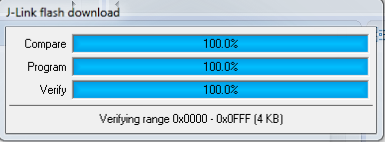 J-Link flash download
Compare 100.0%
Program 100.0%
Verify 100.0%
Verifying range 0x0000 - 0x0FFF (4 KB)